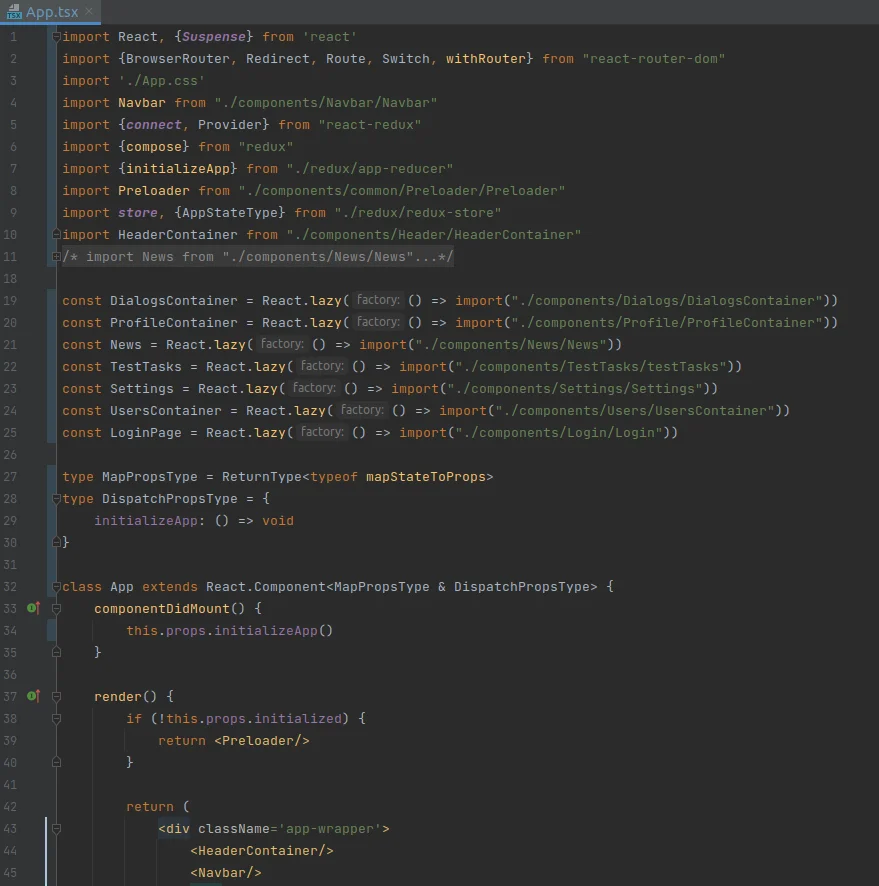 App.tsx ×
1 import React, {Suspense} from 'react'
2 import {BrowserRouter, Redirect, Route, Switch, withRouter} from "react-router-dom"
3 import './App.css'
4 import Navbar from "./components/Navbar/Navbar"
5 import {connect, Provider} from "react-redux"
6 import {compose} from "redux"
7 import {initializeApp} from "./redux/app-reducer"
8 import Preloader from "./components/common/Preloader/Preloader"
9 import store, {AppStateType} from "./redux/redux-store"
10 import HeaderContainer from "./components/Header/HeaderContainer"
11 /* import News from "./components/News/News"...*/
18
19 const DialogsContainer = React.lazy( factory: () => import("./components/Dialogs/DialogsContainer"))
20 const ProfileContainer = React.lazy( factory: () => import("./components/Profile/ProfileContainer"))
21 const News = React.lazy( factory: () => import("./components/News/News"))
22 const TestTasks = React.lazy( factory: () => import("./components/TestTasks/testTasks"))
23 const Settings = React.lazy( factory: () => import("./components/Settings/Settings"))
24 const UsersContainer = React.lazy( factory: () => import("./components/Users/UsersContainer"))
25 const LoginPage = React.lazy( factory: () => import("./components/Login/Login"))
26
27 type MapPropsType = ReturnType<typeof mapStateToProps>
28 type DispatchPropsType = {
29     initializeApp: () => void
30 }
31
32 class App extends React.Component<MapPropsType & DispatchPropsType> {
33     componentDidMount() {
34         this.props.initializeApp()
35     }
36
37     render() {
38         if (!this.props.initialized) {
39             return <Preloader/>
40         }
41
42         return (
43             <div className='app-wrapper'>
44                 <HeaderContainer/>
45                 <Navbar/>